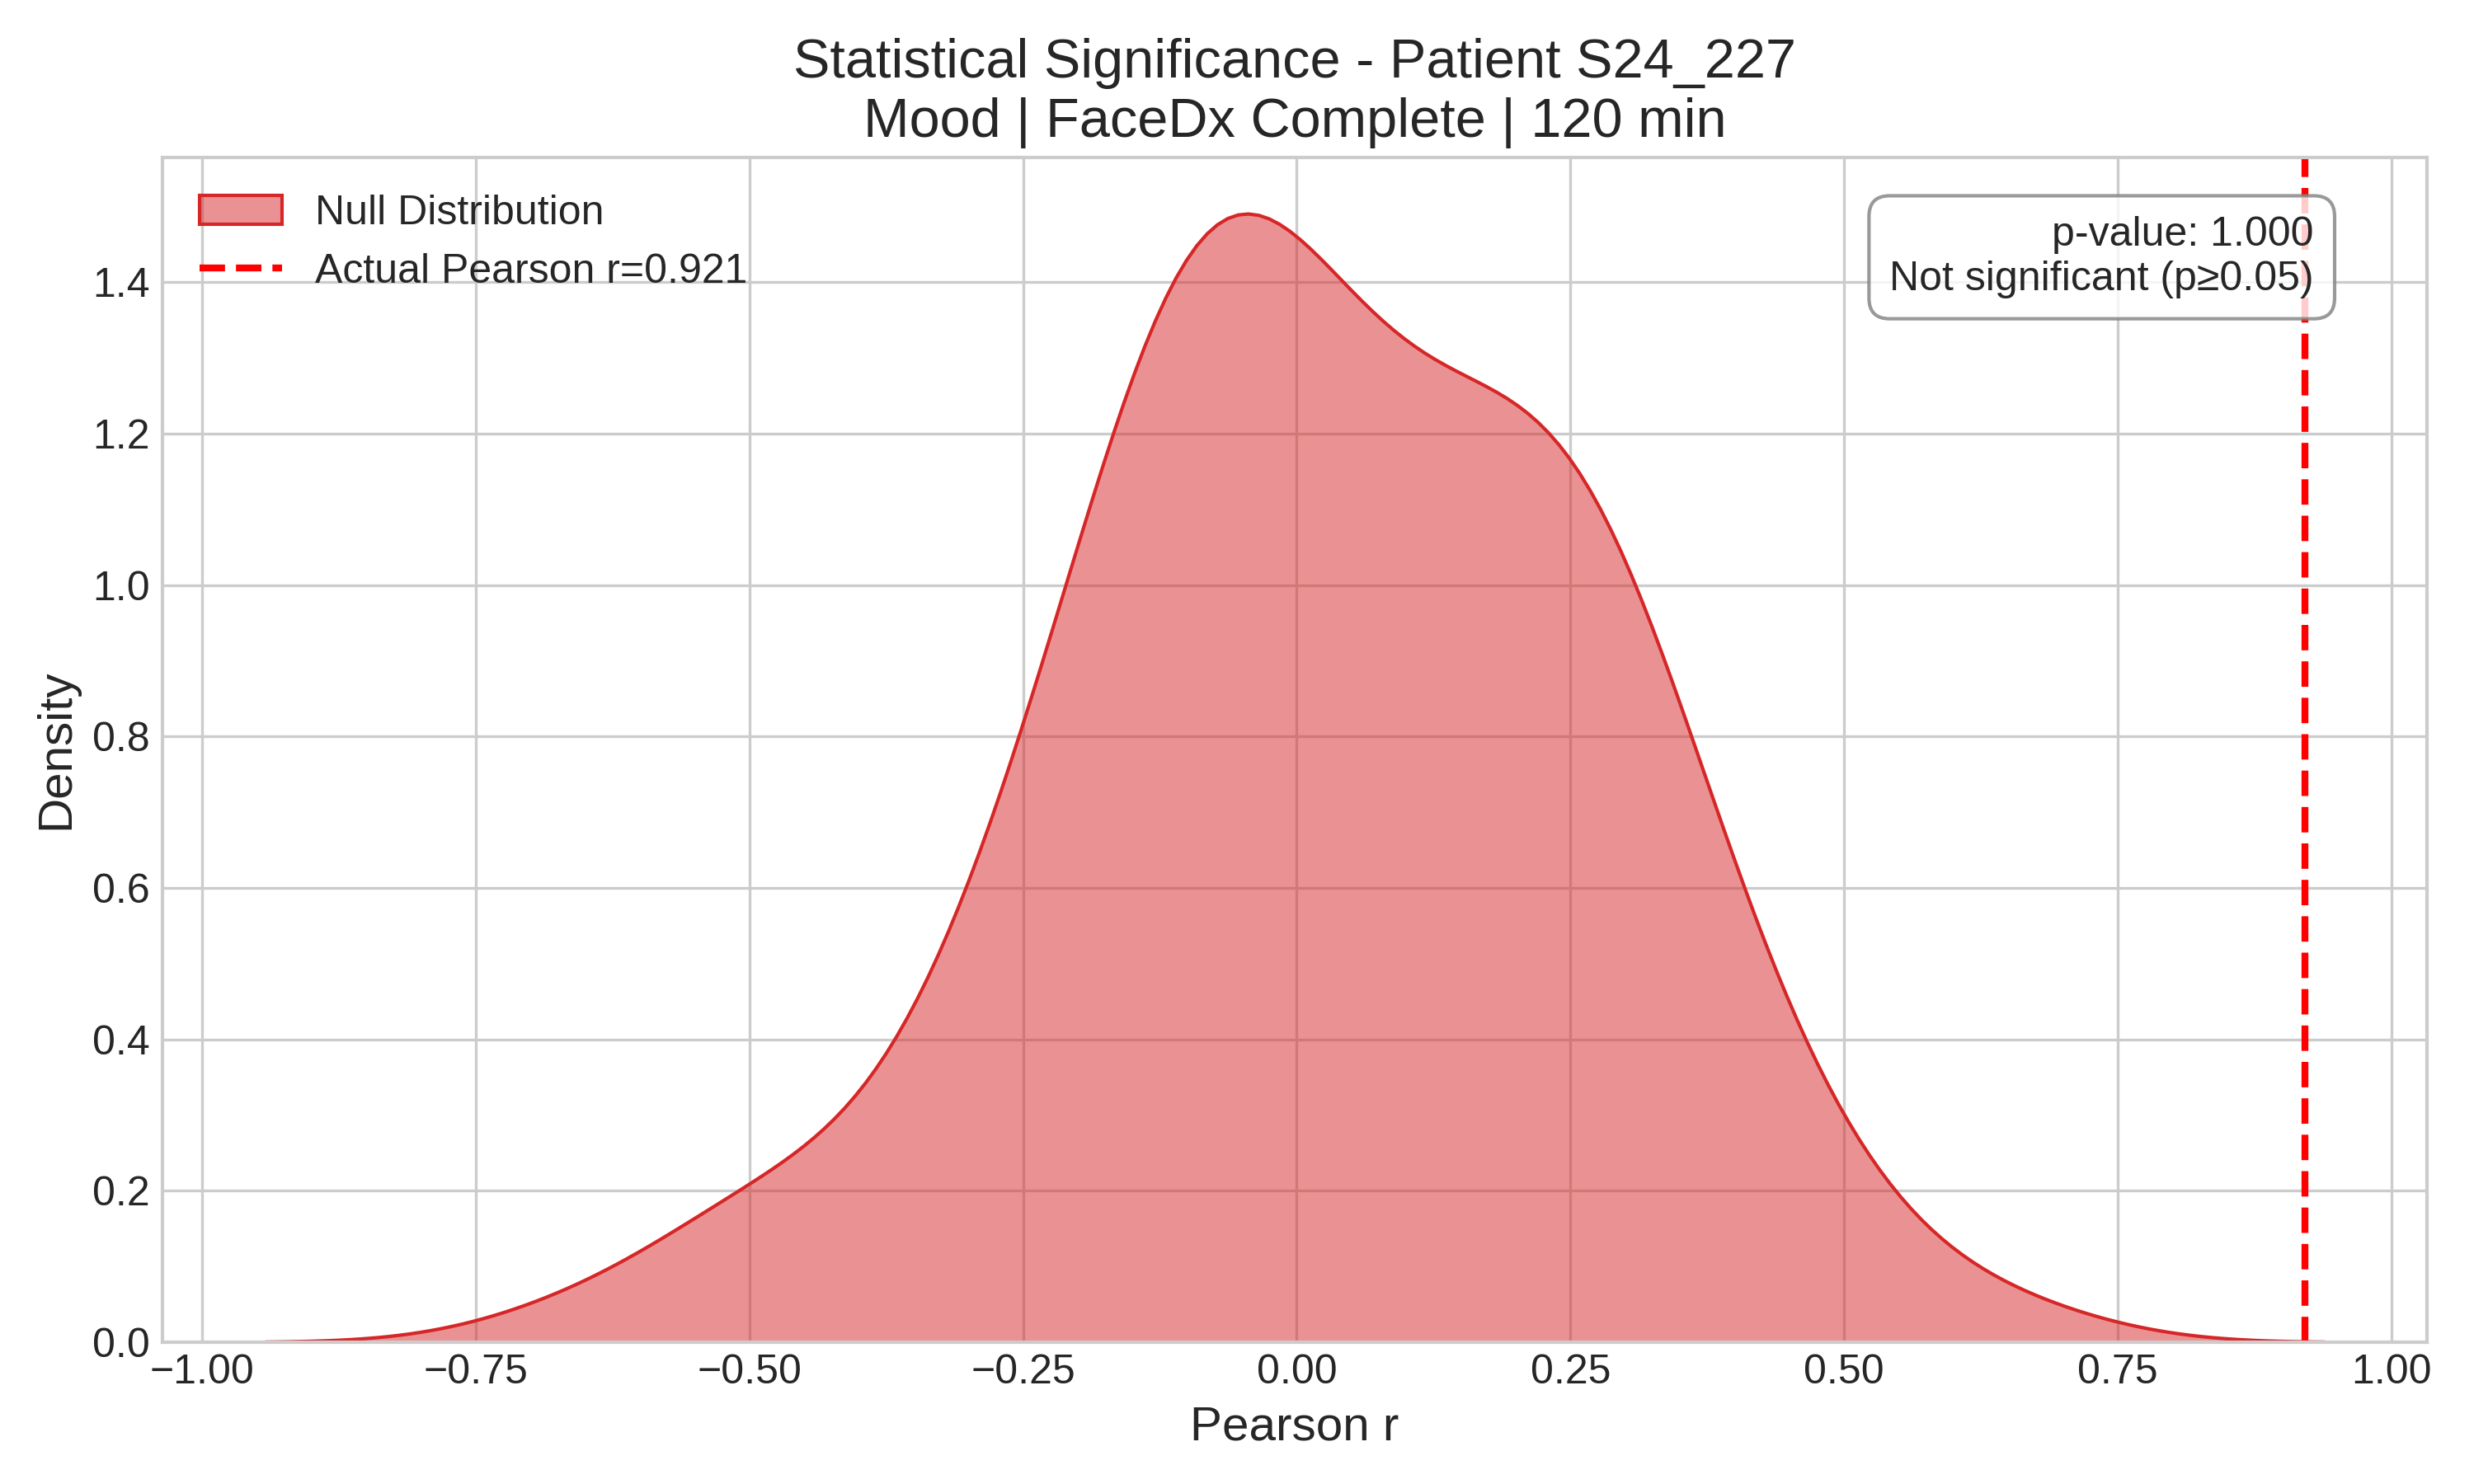 Statistical Significance - Patient S24_227
Mood | FaceDx Complete | 120 min
Null Distribution
Actual Pearson r=0.921
p-value: 1.000
Not significant (p≥0.05)
Density
1.4
1.2
1.0
0.8
0.6
0.4
0.2
0.0
−1.00 −0.75 −0.50 −0.25 0.00 0.25 0.50 0.75 1.00
Pearson r